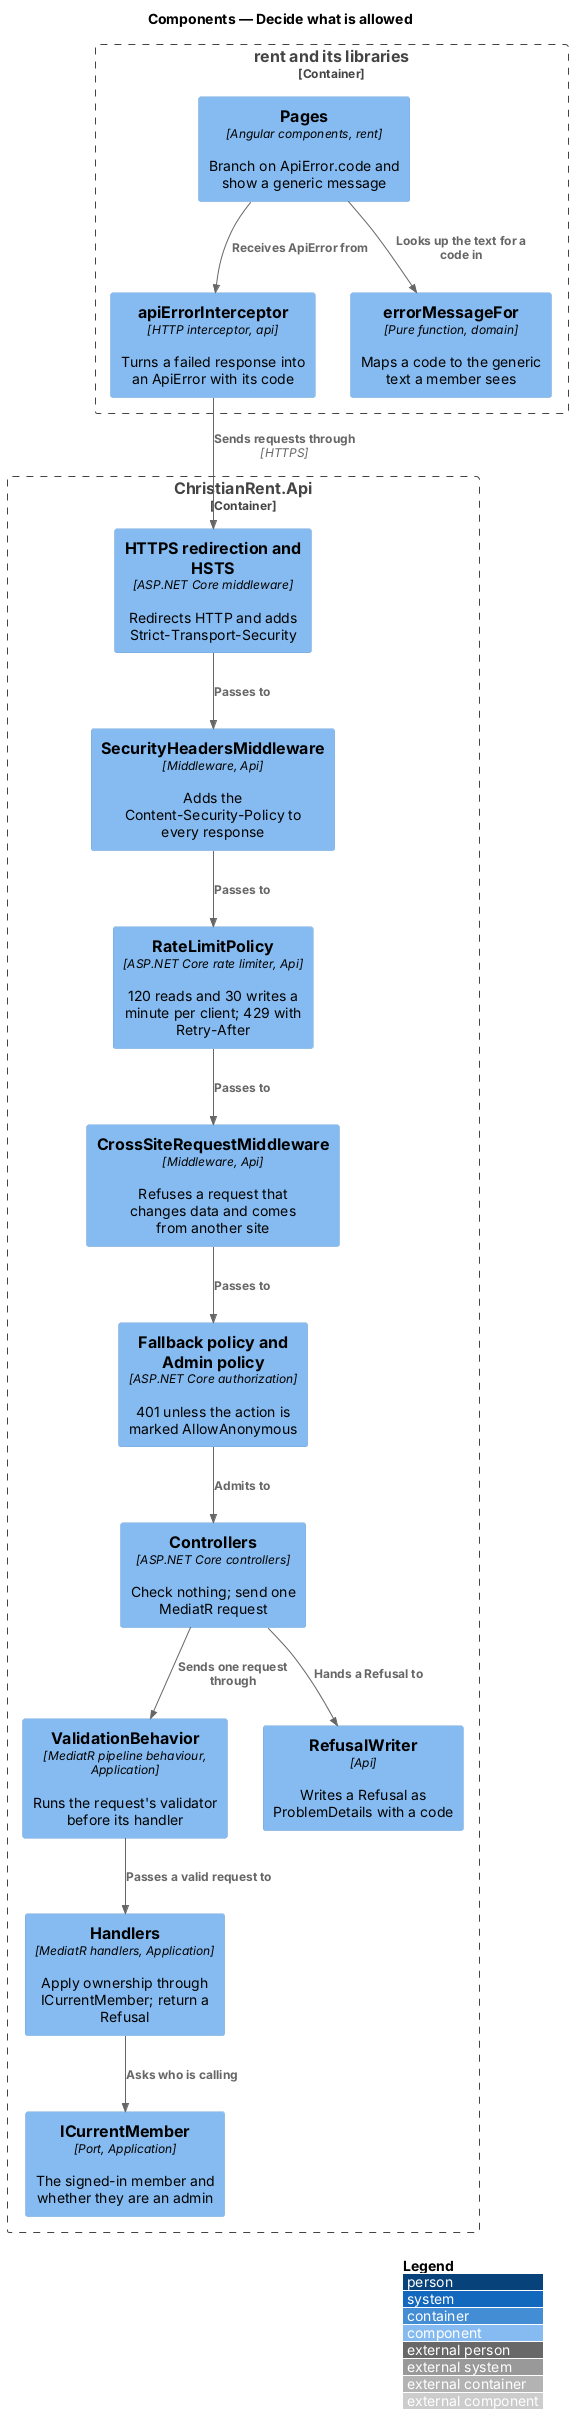 Components — Decide what is allowed
rent and its libraries
[Container]
Pages
[Angular components, rent]
Branch on ApiError.code and
show a generic message
Receives ApiError from
Looks up the text for a
code in
apiErrorInterceptor
[HTTP interceptor, api]
Turns a failed response into
an ApiError with its code
errorMessageFor
[Pure function, domain]
Maps a code to the generic
text a member sees
Sends requests through
[HTTPS]
ChristianRent.Api
[Container]
HTTPS redirection and
HSTS
[ASP.NET Core middleware]
Redirects HTTP and adds
Strict-Transport-Security
Passes to
SecurityHeadersMiddleware
[Middleware, Api]
Adds the
Content-Security-Policy to
every response
Passes to
RateLimitPolicy
[ASP.NET Core rate limiter, Api]
120 reads and 30 writes a
minute per client; 429 with
Retry-After
Passes to
CrossSiteRequestMiddleware
[Middleware, Api]
Refuses a request that
changes data and comes
from another site
Passes to
Fallback policy and
Admin policy
[ASP.NET Core authorization]
401 unless the action is
marked AllowAnonymous
Admits to
Controllers
[ASP.NET Core controllers]
Check nothing; send one
MediatR request
Sends one request
through
Hands a Refusal to
ValidationBehavior
[MediatR pipeline behaviour,
Application]
Runs the request's validator
before its handler
RefusalWriter
[Api]
Writes a Refusal as
ProblemDetails with a code
Passes a valid request to
Handlers
[MediatR handlers, Application]
Apply ownership through
ICurrentMember; return a
Refusal
Asks who is calling
ICurrentMember
[Port, Application]
The signed-in member and
whether they are an admin
Legend
person
system
container
component
external person
external system
external container
external component